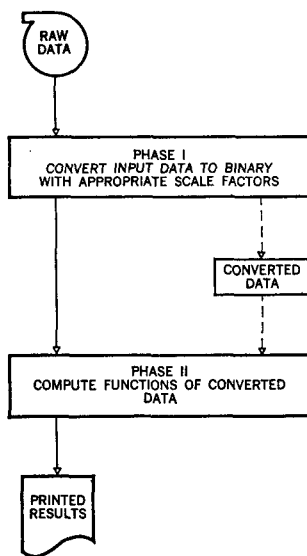 RAW
DATA
PHASE I
CONVERT INPUT DATA TO BINARY
WITH APPROPRIATE SCALE FACTORS
CONVERTED
DATA
PHASE II
COMPUTE FUNCTIONS OF CONVERTED
DATA
PRINTED
RESULTS